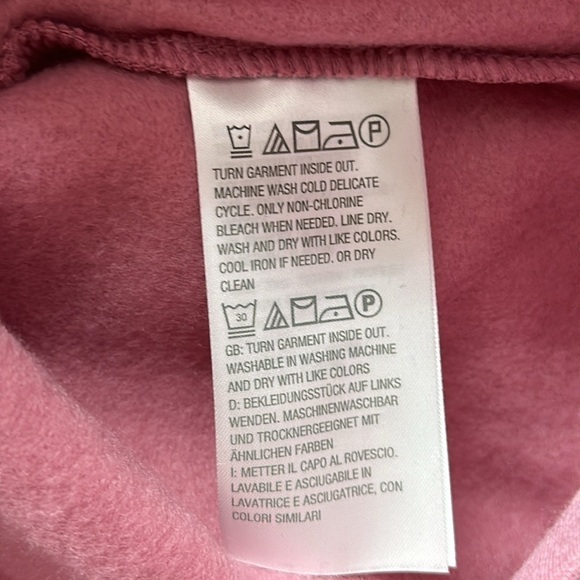 P
TURN GARMENT INSIDE OUT.
MACHINE WASH COLD DELICATE
CYCLE. ONLY NON-CHLORINE
BLEACH WHEN NEEDED. LINE DRY.
WASH AND DRY WITH LIKE COLORS.
COOL IRON IF NEEDED. OR DRY
CLEAN
30 P
GB: TURN GARMENT INSIDE OUT.
WASHABLE IN WASHING MACHINE
AND DRY WITH LIKE COLORS
D: BEKLEIDUNGSSTÜCK AUF LINKS
WENDEN. MASCHINENWASCHBAR
UND TROCKNERGEEIGNET MIT
ÄHNLICHEN FARBEN
I: METTER IL CAPO AL ROVESCIO.
LAVABILE E ASCIUGABILE IN
LAVATRICE E ASCIUGATRICE, CON
COLORI SIMILARI